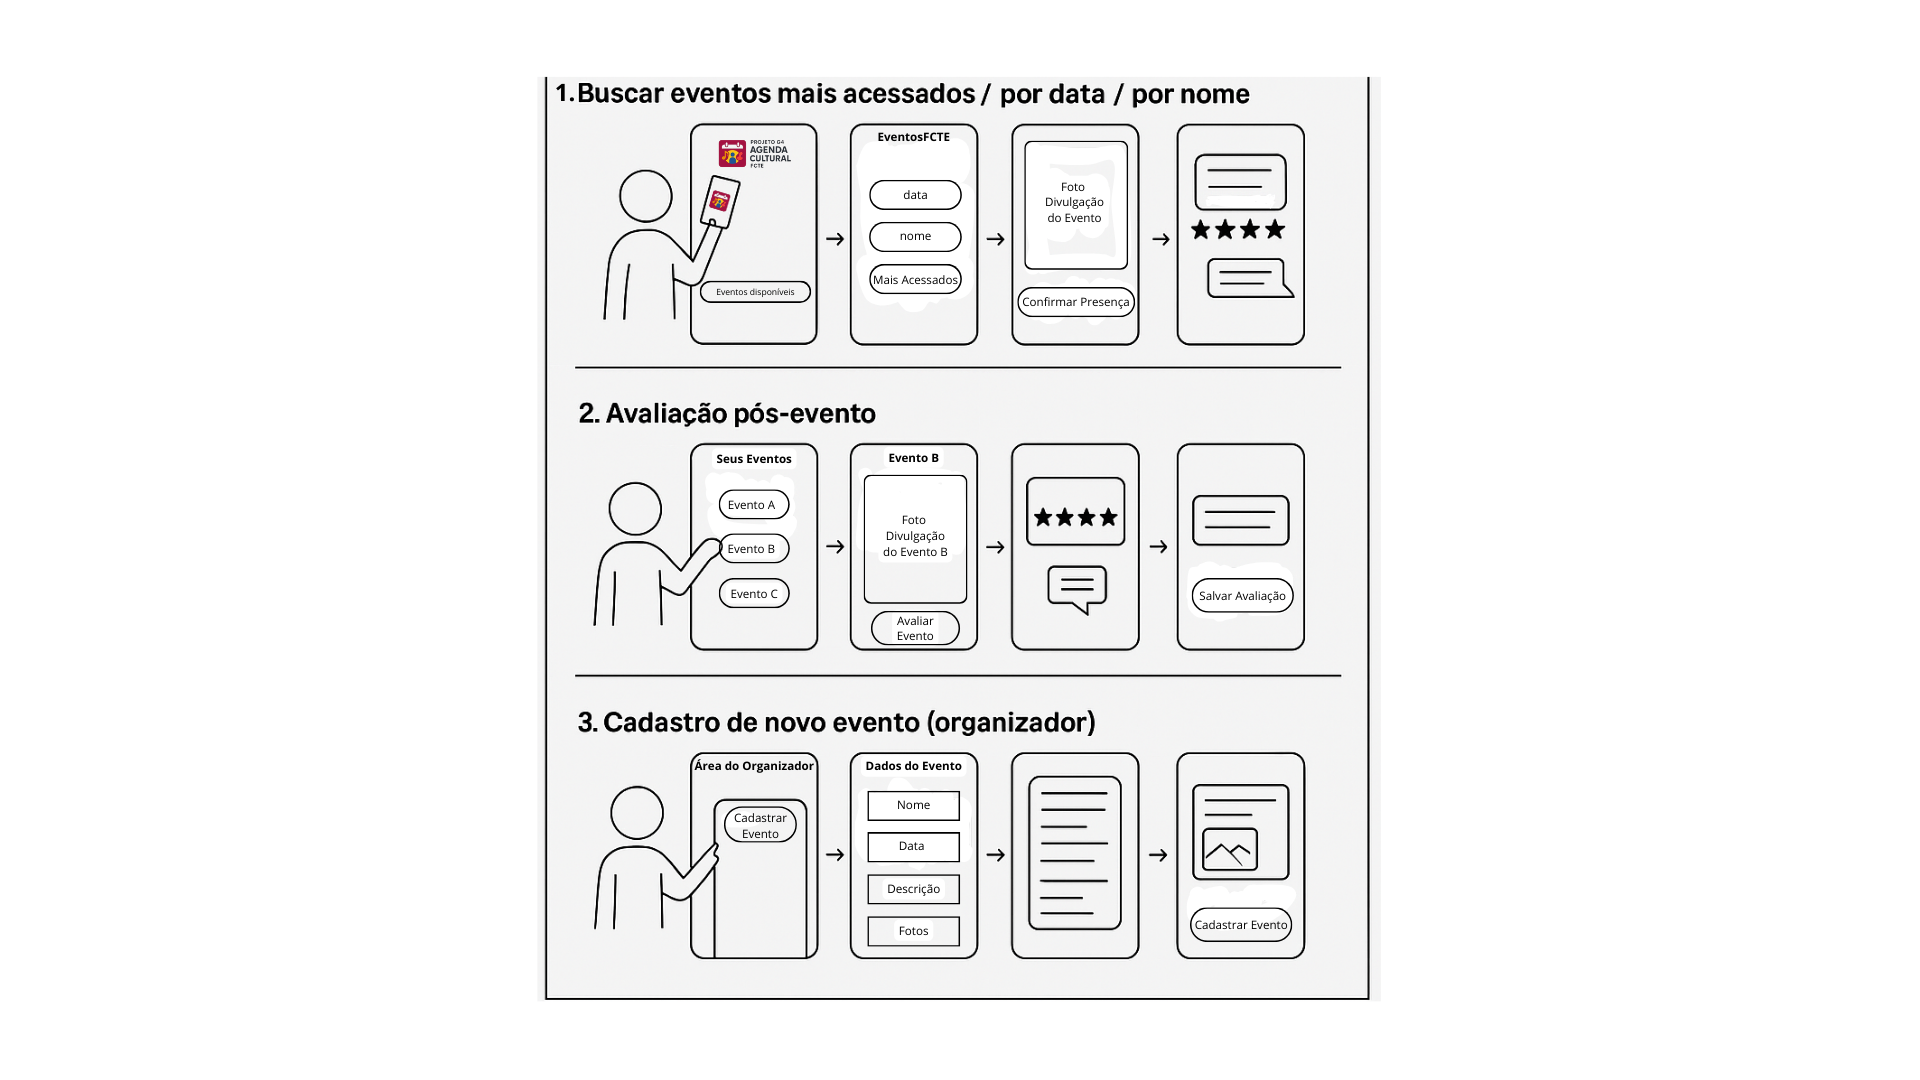 1.Buscar eventos mais acessados / por data / por nome
PROJETO G4
AGENDA
CULTURAL
FCTE
Eventos disponíveis
EventosFCTE
data
nome
Mais Acessados
Foto
Divulgação
do Evento
Confirmar Presença
2. Avaliação pós-evento
Seus Eventos
Evento A
Evento B
Evento C
Evento B
Foto
Divulgação
do Evento B
Avaliar
Evento
Salvar Avaliação
3. Cadastro de novo evento (organizador)
Área do Organizador
Cadastrar
Evento
Dados do Evento
Nome
Data
Descrição
Fotos
Cadastrar Evento